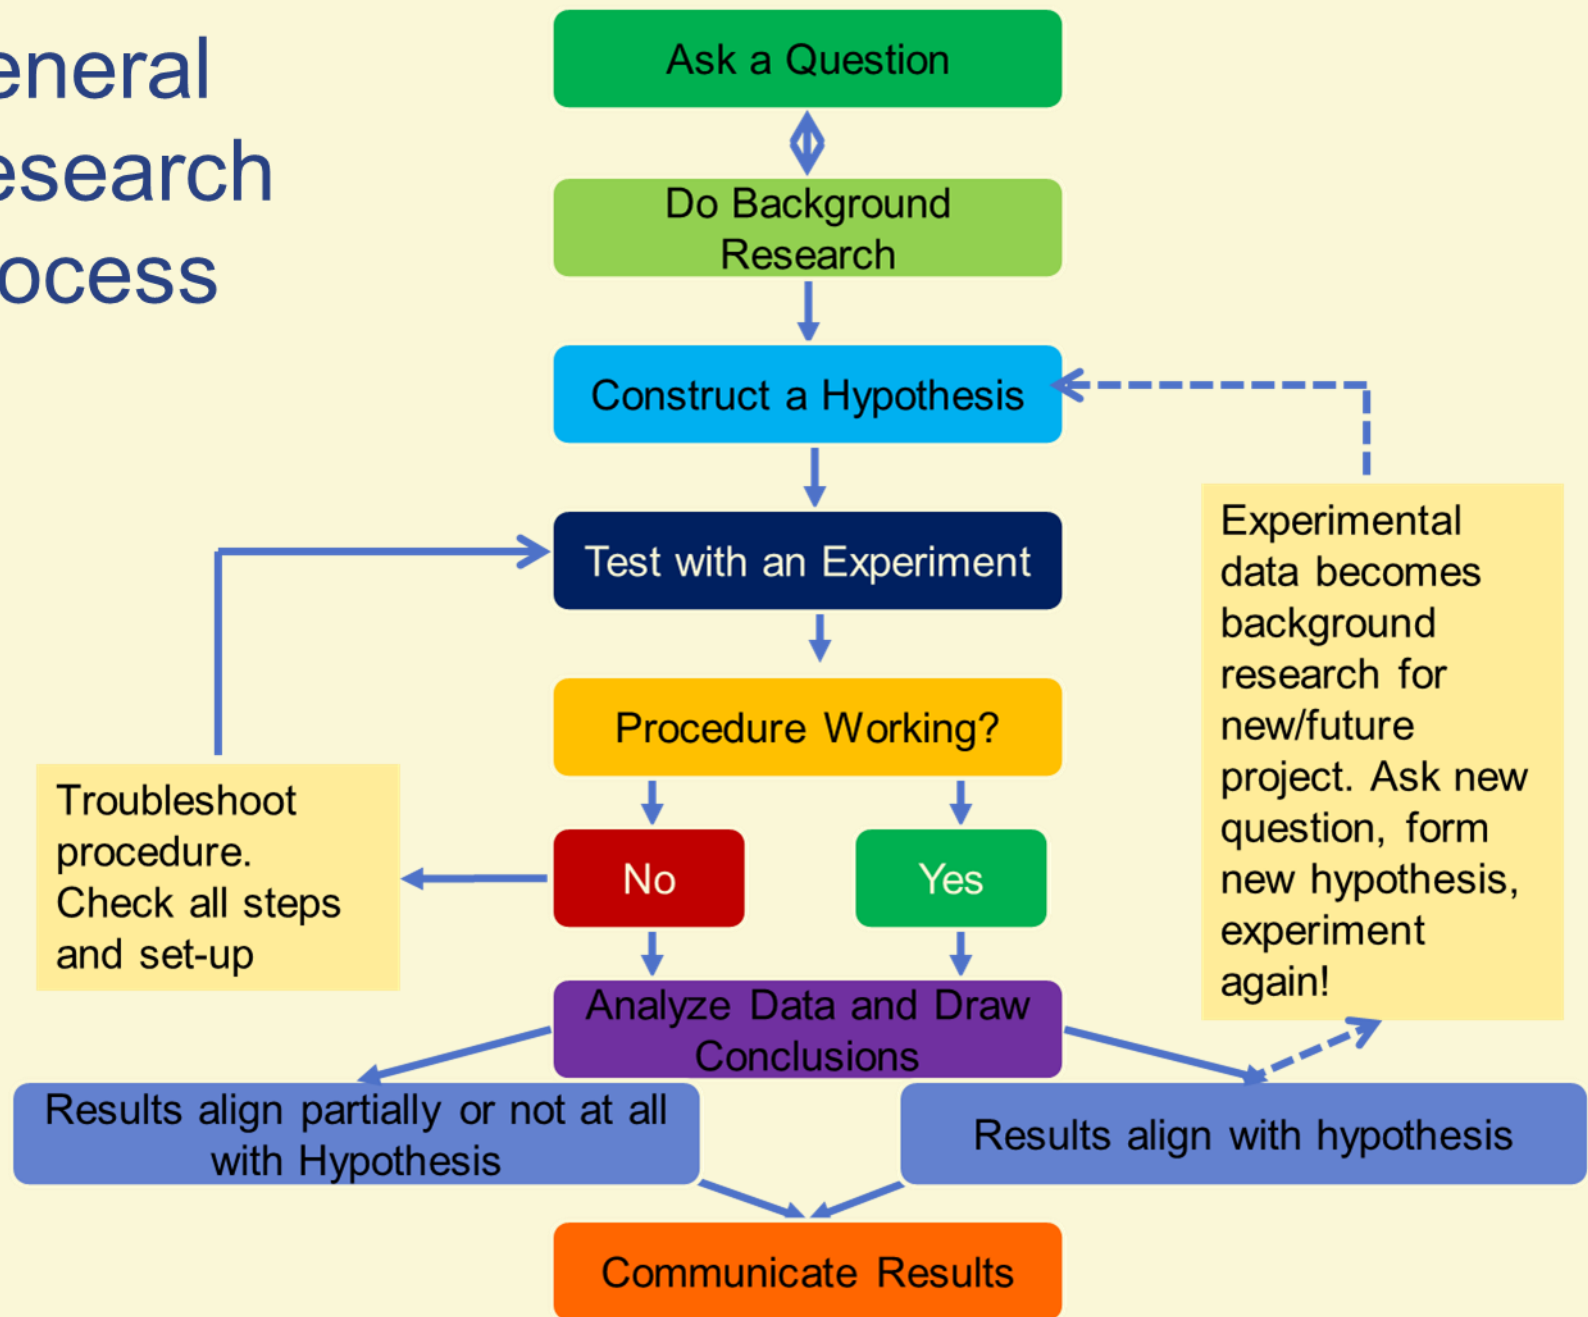 eneral
esearch
ocess
Ask a Question
Do Background
Research
Construct a Hypothesis
Test with an Experiment
Procedure Working?
No
Yes
Troubleshoot
procedure.
Check all steps
and set-up
Experimental
data becomes
background
research for
new/future
project. Ask new
question, form
new hypothesis,
experiment
again!
Analyze Data and Draw
Conclusions
Results align partially or not at all
with Hypothesis
Results align with hypothesis
Communicate Results